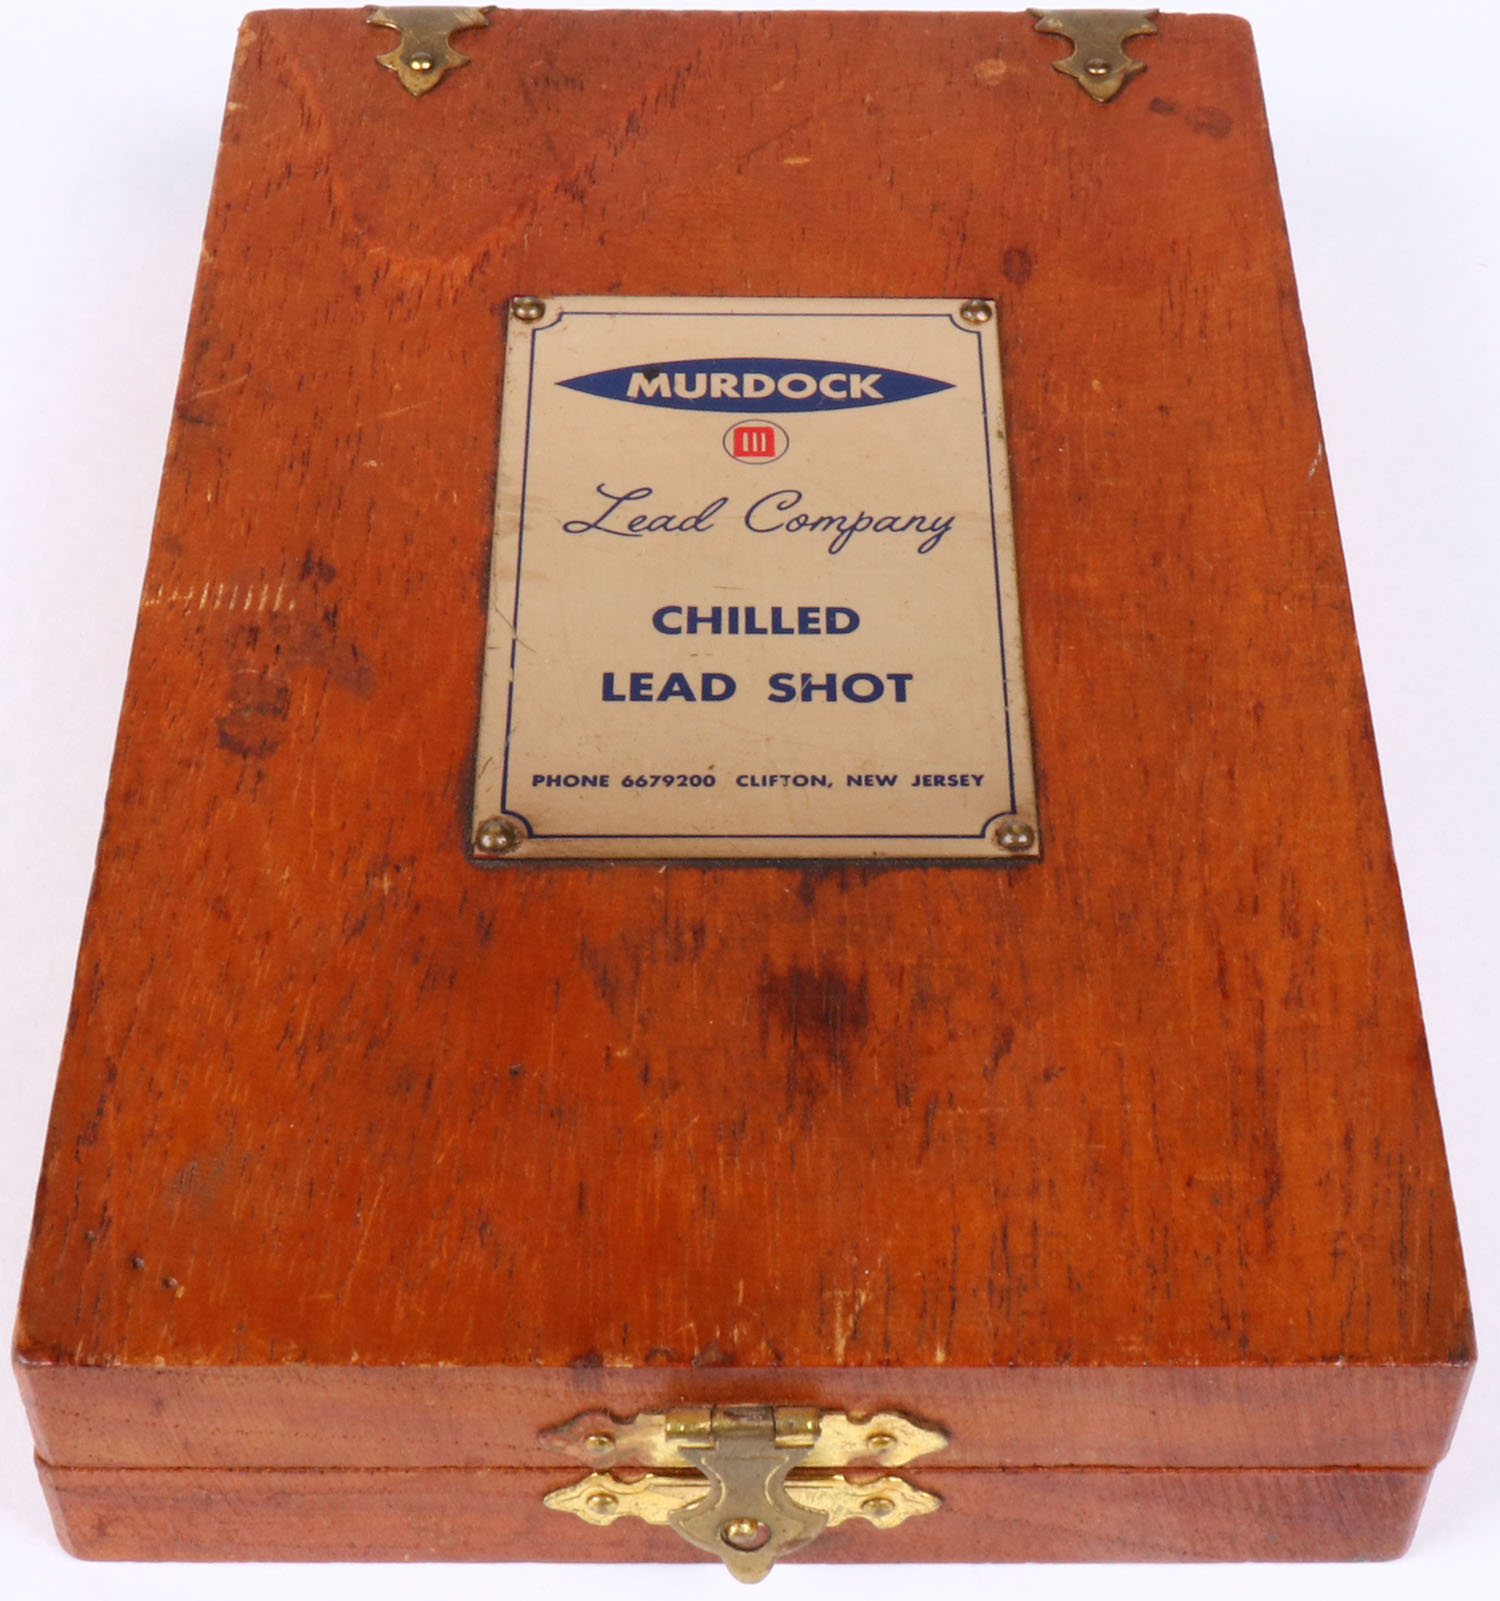 MURDOCK
Lead Company
CHILLED
LEAD SHOT
PHONE 6679200 CLIFTON, NEW JERSEY